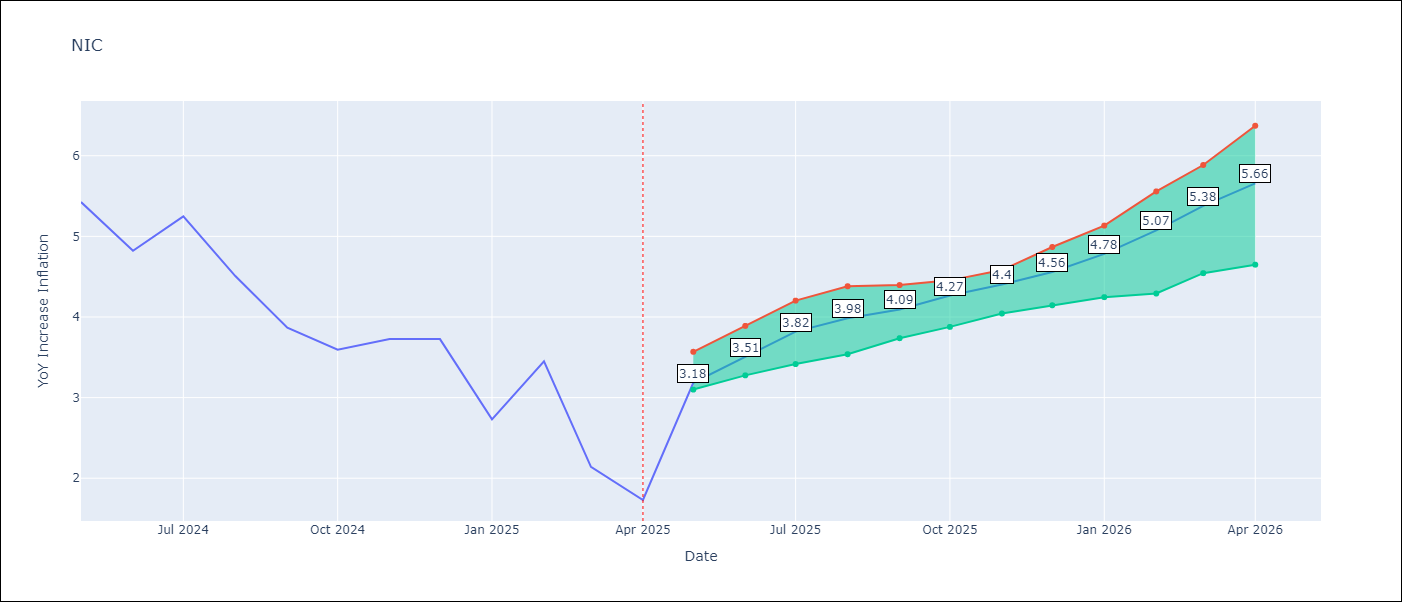 NIC
YoY Increase Inflation
6
5
4
3
2
3.18
3.51
3.82
3.98
4.09
4.27
4.4
4.56
4.78
5.07
5.38
5.66
Jul 2024
Oct 2024
Jan 2025
Apr 2025
Jul 2025
Oct 2025
Jan 2026
Apr 2026
Date